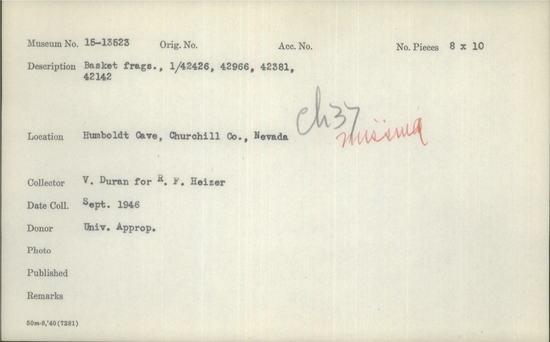 Museum No. 15-13523 Orig. No. Acc. No. No. Pieces 8 x 10
Description Basket frags., 1/42426, 42966, 42381,
42142
Ch37
missing
Location Humboldt Cave, Churchill Co., Nevada
Collector V. Duran for R. F. Heizer
Date Coll. Sept. 1946
Donor Univ. Approp.
Photo
Published
Remarks
50m-9,'40(7281)